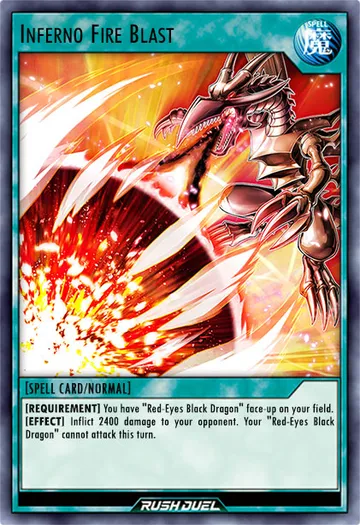 INFERNO FIRE BLAST
SPELL
魔
[SPELL CARD/NORMAL]
[REQUIREMENT] You have "Red-Eyes Black Dragon" face-up on your field.
[EFFECT] Inflict 2400 damage to your opponent. Your "Red-Eyes Black
Dragon" cannot attack this turn.
RUSH DUEL